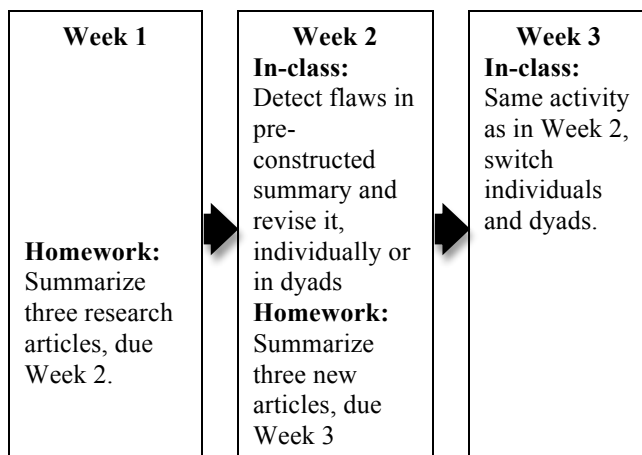 Week 1
Homework:
Summarize
three research
articles, due
Week 2.
Week 2
In-class:
Detect flaws in
pre-
constructed
summary and
revise it,
individually or
in dyads
Homework:
Summarize
three new
articles, due
Week 3
Week 3
In-class:
Same activity
as in Week 2,
switch
individuals
and dyads.